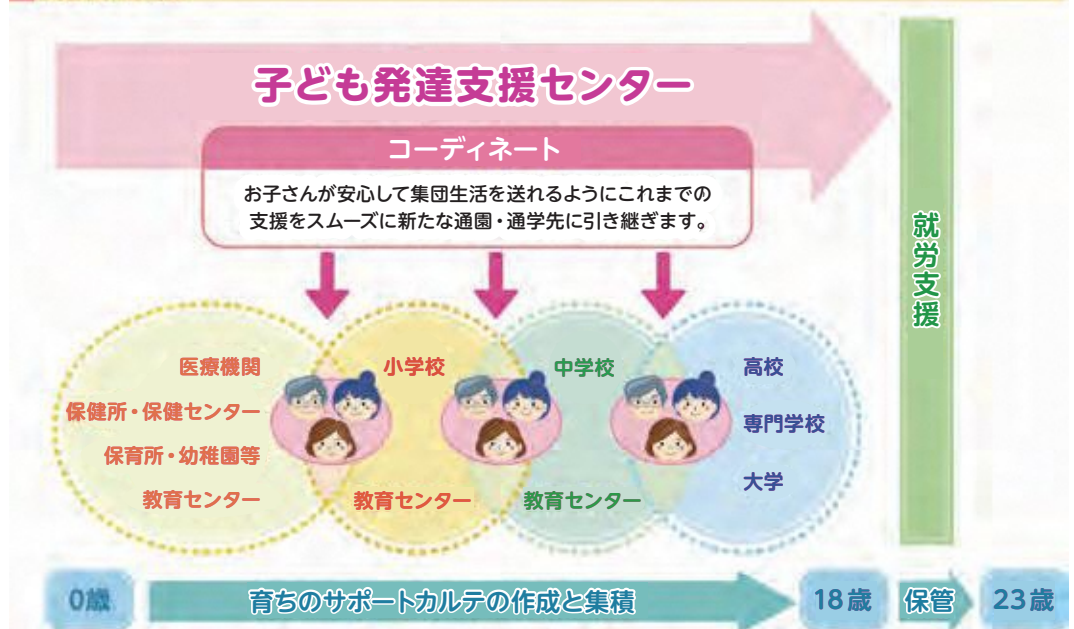 子ども発達支援センター
コーディネート
お子さんが安心して集団生活を送れるようにこれまでの
支援をスムーズに新たな通園・通学先に引き継ぎます。
就労支援
医療機関
保健所・保健センター
保育所・幼稚園等
教育センター
小学校
教育センター
中学校
教育センター
高校
専門学校
大学
0歳
育ちのサポートカルテの作成と集積
18歳
保管
23歳